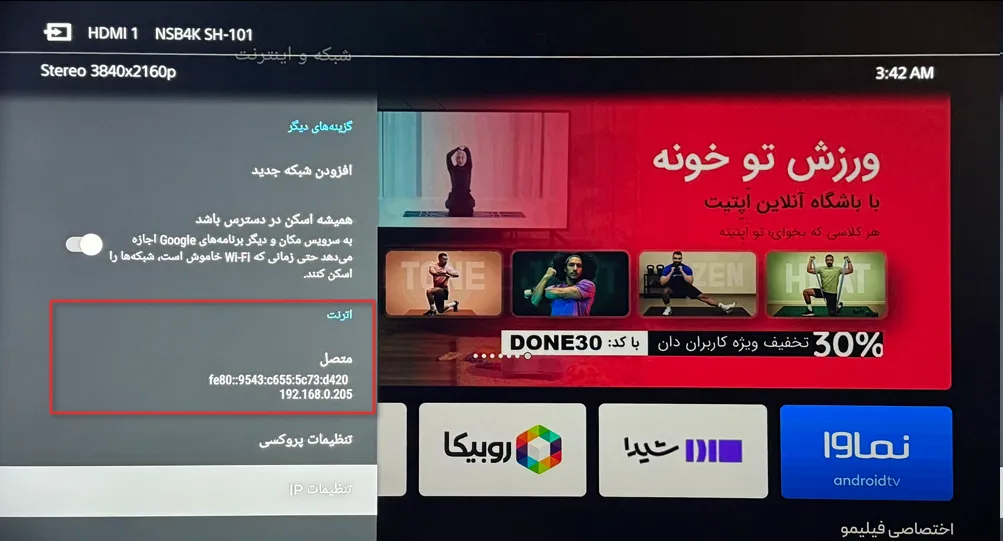 HDMI 1 NSB4K SH-101
شبکه و اینترنت
Stereo 3840x2160p
3:42 AM
گزینه‌های دیگر
افزودن شبکه جدید
همیشه اسکن در دسترس باشد
به سرویس مکان و دیگر برنامه‌های Google اجازه
می‌دهد حتی زمانی که Wi-Fi خاموش است، شبکه‌ها را
اسکن کنند.
اترنت
متصل
fe80::9543:c655:5c73:d420
192.168.0.205
تنظیمات پروکسی
تنظیمات IP
ورزش تو خونه
با باشگاه آنلاین اَپتیت
هر کلاسی که بخوای؛ تو اَپتیته
TONE
ZEN
HEAT
30% تخفیف ویژه کاربران دان با کد: DONE30
روبیکا
شیدا
نماوا
androidtv
اختصاصی فیلیمو